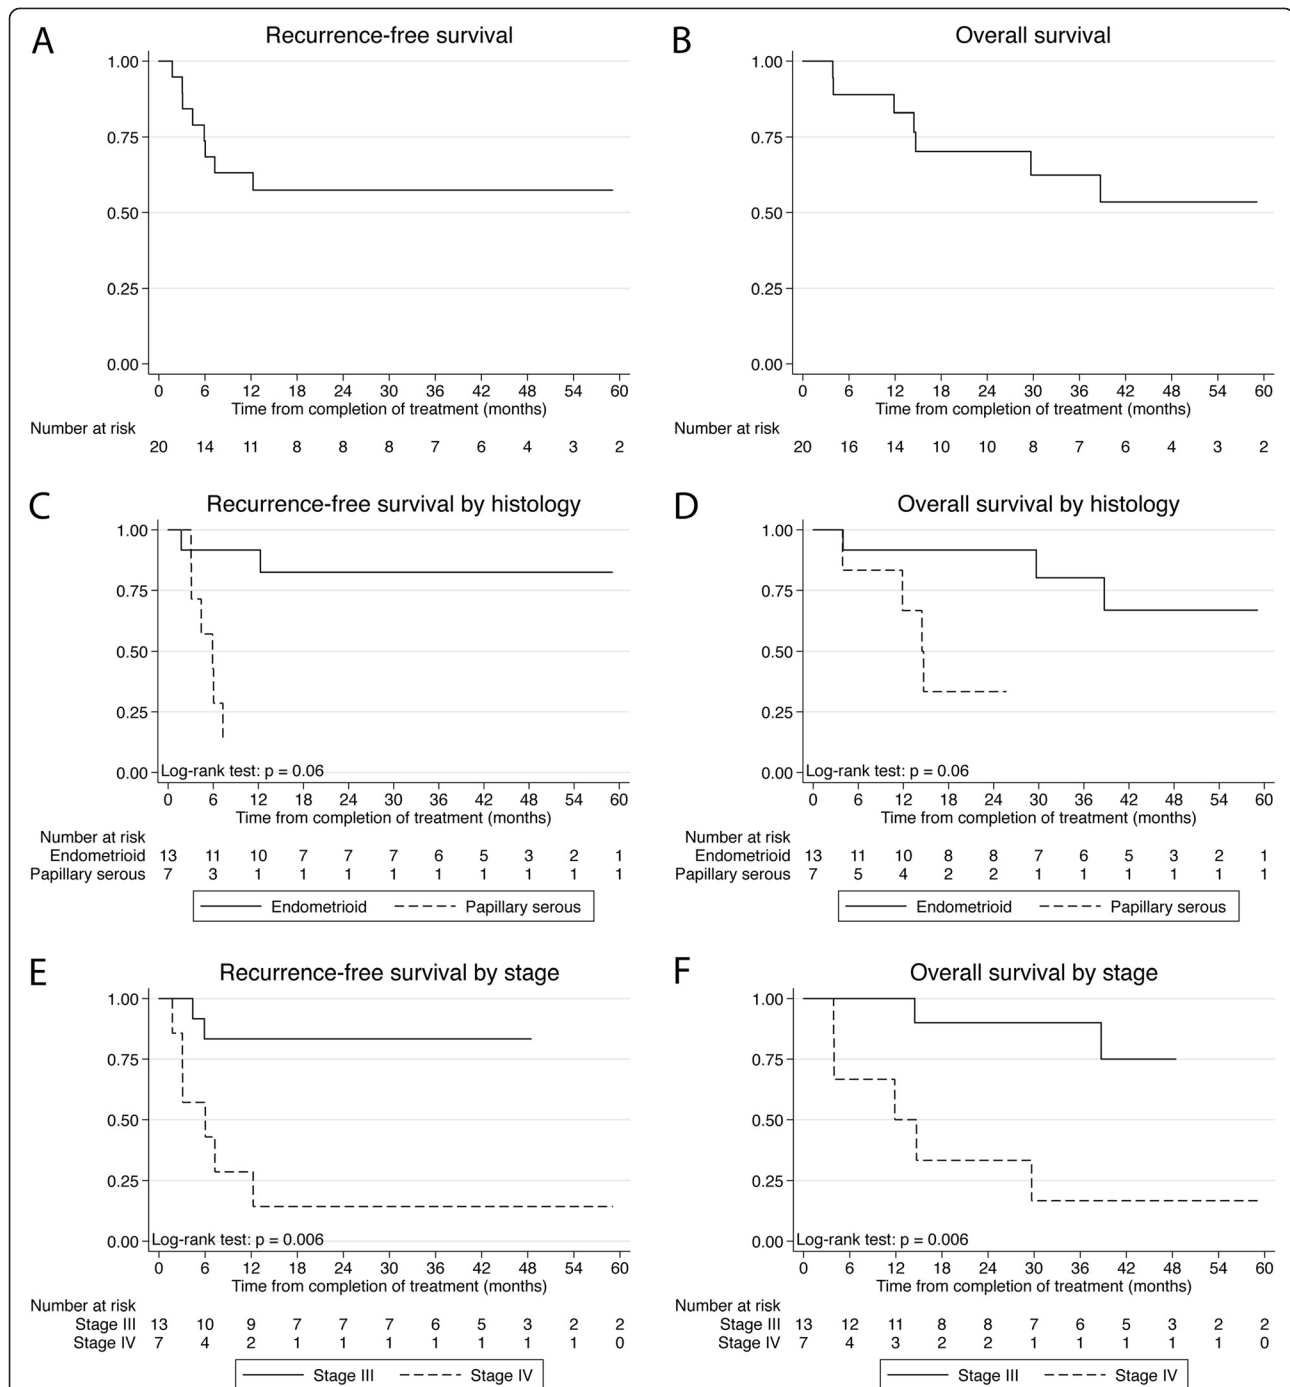 A Recurrence-free survival
1.00
0.75
0.50
0.25
0.00
0 6 12 18 24 30 36 42 48 54 60
Time from completion of treatment (months)
Number at risk
20 14 11 8 8 8 7 6 4 3 2
B Overall survival
1.00
0.75
0.50
0.25
0.00
0 6 12 18 24 30 36 42 48 54 60
Time from completion of treatment (months)
Number at risk
20 16 14 10 10 8 7 6 4 3 2
C Recurrence-free survival by histology
1.00
0.75
0.50
0.25
0.00
Log-rank test: p = 0.06
0 6 12 18 24 30 36 42 48 54 60
Time from completion of treatment (months)
Number at risk
Endometrioid 13 11 10 7 7 7 6 5 3 2 1
Papillary serous 7 3 1 1 1 1 1 1 1 1 1
Endometrioid Papillary serous
D Overall survival by histology
1.00
0.75
0.50
0.25
0.00
Log-rank test: p = 0.06
0 6 12 18 24 30 36 42 48 54 60
Time from completion of treatment (months)
Number at risk
Endometrioid 13 11 10 8 8 7 6 5 3 2 1
Papillary serous 7 5 4 2 2 1 1 1 1 1 1
Endometrioid Papillary serous
E Recurrence-free survival by stage
1.00
0.75
0.50
0.25
0.00
Log-rank test: p = 0.006
0 6 12 18 24 30 36 42 48 54 60
Time from completion of treatment (months)
Number at risk
Stage III 13 10 9 7 7 7 6 5 3 2 2
Stage IV 7 4 2 1 1 1 1 1 1 1 0
Stage III Stage IV
F Overall survival by stage
1.00
0.75
0.50
0.25
0.00
Log-rank test: p = 0.006
0 6 12 18 24 30 36 42 48 54 60
Time from completion of treatment (months)
Number at risk
Stage III 13 12 11 8 8 7 6 5 3 2 2
Stage IV 7 4 3 2 2 1 1 1 1 1 0
Stage III Stage IV